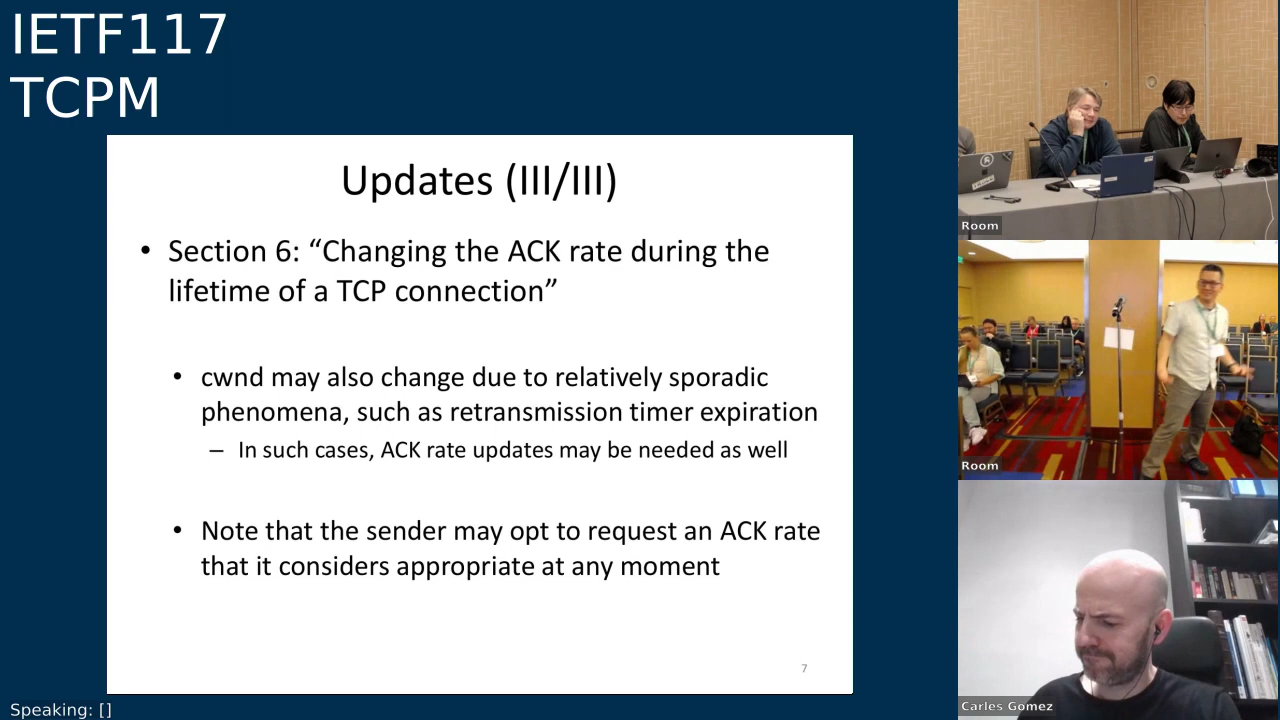 IETF117
TCPM
Updates (III/III)
• Section 6: “Changing the ACK rate during the
lifetime of a TCP connection”
• cwnd may also change due to relatively sporadic
phenomena, such as retransmission timer expiration
– In such cases, ACK rate updates may be needed as well
• Note that the sender may opt to request an ACK rate
that it considers appropriate at any moment
7
Room
Room
Carles Gomez
Speaking: []